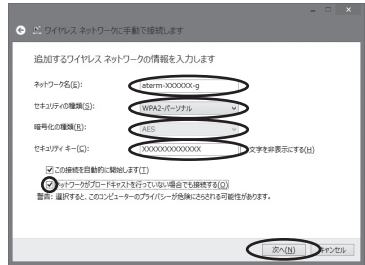 ワイヤレス ネットワークに手動で接続します
追加するワイヤレス ネットワークの情報を入力します
ネットワーク名(E):
aterm-XXXXXX-g
セキュリティの種類(S):
WPA2-パーソナル
暗号化の種類(R):
AES
セキュリティ キー(C):
XXXXXXXXXXXXX
文字を非表示にする(H)
この接続を自動的に開始します(T)
ネットワークがブロードキャストを行っていない場合でも接続する(O)
警告: 選択すると、このコンピューターのプライバシーが危険にさらされる可能性があります。
次へ(N)
キャンセル